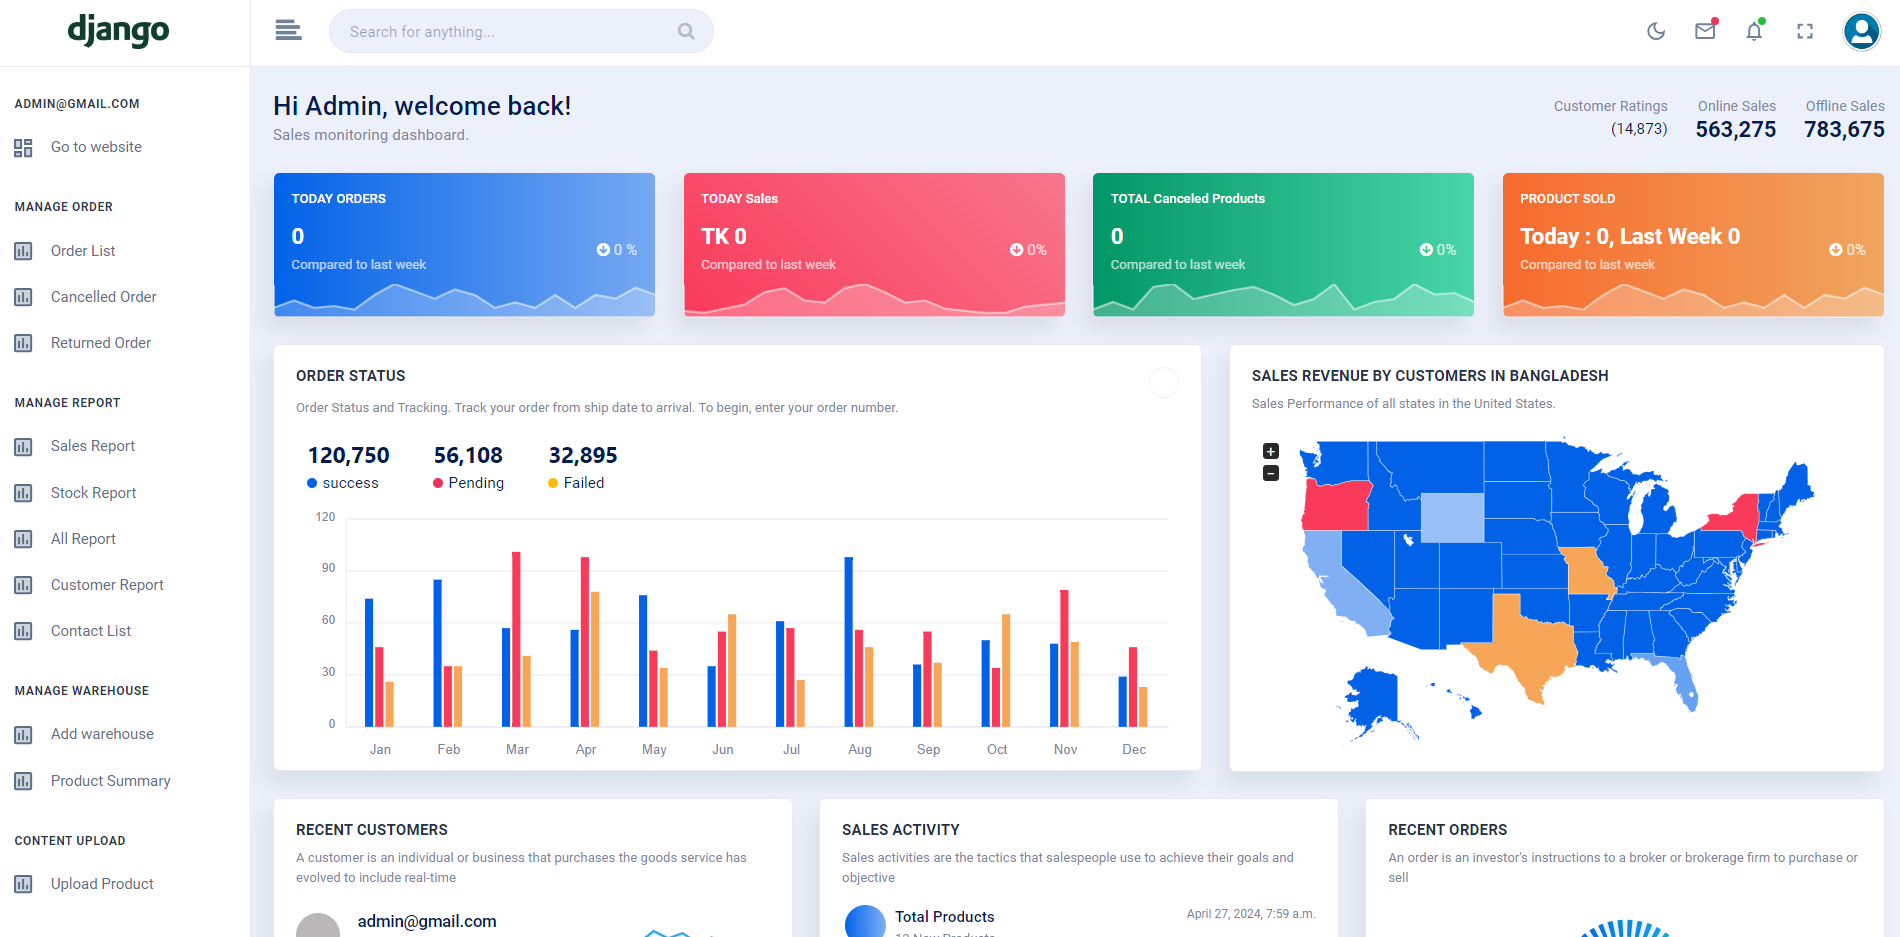 django
Search for anything...
ADMIN@GMAIL.COM
Go to website
MANAGE ORDER
Order List
Cancelled Order
Returned Order
MANAGE REPORT
Sales Report
Stock Report
All Report
Customer Report
Contact List
MANAGE WAREHOUSE
Add warehouse
Product Summary
CONTENT UPLOAD
Upload Product
Hi Admin, welcome back!
Sales monitoring dashboard.
Customer Ratings
(14,873)
Online Sales
563,275
Offline Sales
783,675
TODAY ORDERS
0
0 %
Compared to last week
TODAY Sales
TK 0
0%
Compared to last week
TOTAL Canceled Products
0
0%
Compared to last week
PRODUCT SOLD
Today : 0, Last Week 0
0%
Compared to last week
ORDER STATUS
Order Status and Tracking. Track your order from ship date to arrival. To begin, enter your order number.
120,750
success
56,108
Pending
32,895
Failed
120
90
60
30
0
Jan Feb Mar Apr May Jun Jul Aug Sep Oct Nov Dec
SALES REVENUE BY CUSTOMERS IN BANGLADESH
Sales Performance of all states in the United States.
+
−
RECENT CUSTOMERS
A customer is an individual or business that purchases the goods service has
evolved to include real-time
admin@gmail.com
SALES ACTIVITY
Sales activities are the tactics that salespeople use to achieve their goals and
objective
Total Products
April 27, 2024, 7:59 a.m.
RECENT ORDERS
An order is an investor's instructions to a broker or brokerage firm to purchase or
sell